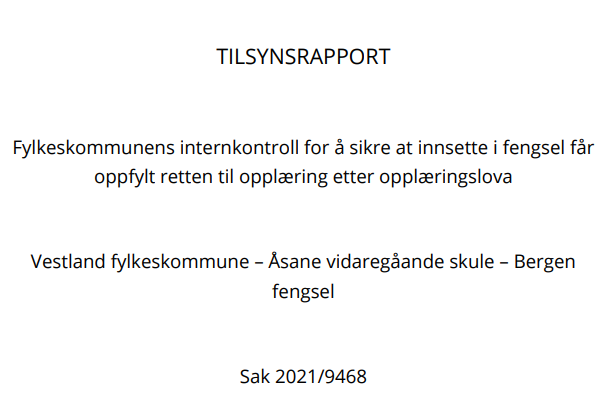 TILSYNSRAPPORT
Fylkeskommunens internkontroll for å sikre at innsette i fengsel får
oppfylt retten til opplæring etter opplæringslova
Vestland fylkeskommune – Åsane vidaregåande skule – Bergen
fengsel
Sak 2021/9468